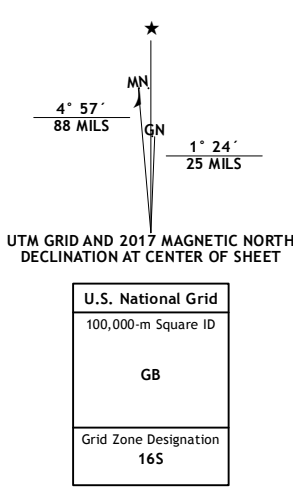 MN
GN
4° 57´
88 MILS
1° 24´
25 MILS
UTM GRID AND 2017 MAGNETIC NORTH
DECLINATION AT CENTER OF SHEET
U.S. National Grid
100,000-m Square ID
GB
Grid Zone Designation
16S